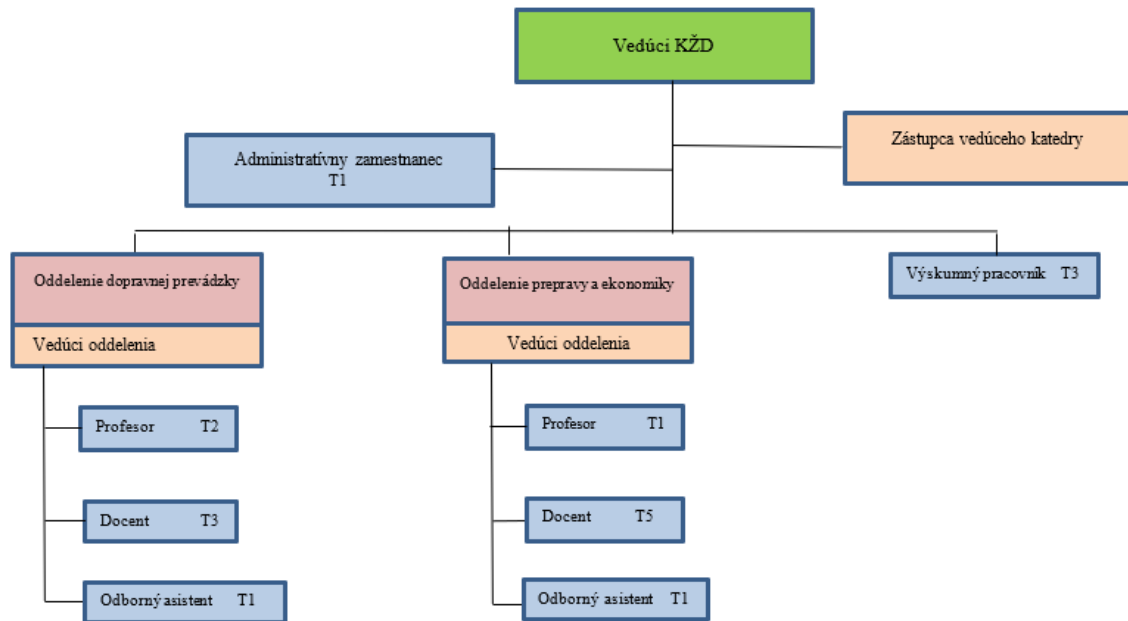 Vedúci KŽD
Zástupca vedúceho katedry
Administratívny zamestnanec
T1
Oddelenie dopravnej prevádzky
Vedúci oddelenia
Profesor T2
Docent T3
Odborný asistent T1
Oddelenie prepravy a ekonomiky
Vedúci oddelenia
Profesor T1
Docent T5
Odborný asistent T1
Výskumný pracovník T3